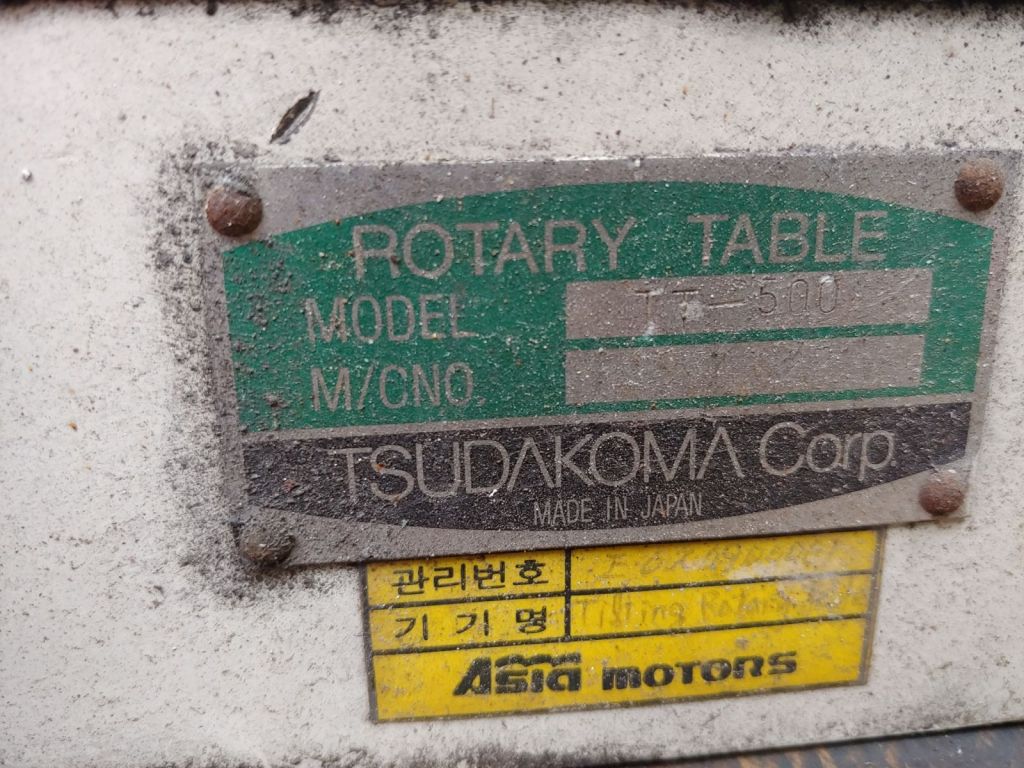 ROTARY TABLE
MODEL TT-500
M/CNO.
TSUDAKOMA Corp.
MADE IN JAPAN
관리번호
기기명 Tilting Rotary
Asia motors